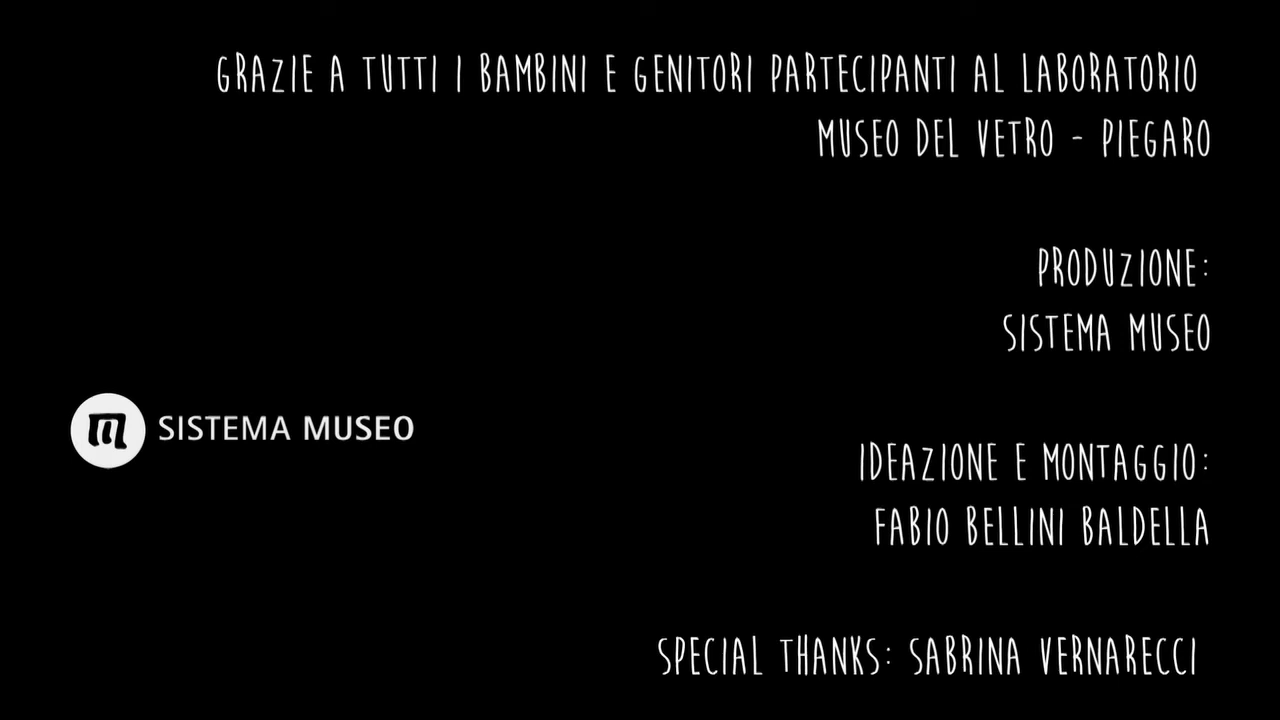 GRAZIE A TUTTI I BAMBINI E GENITORI PARTECIPANTI AL LABORATORIO
MUSEO DEL VETRO - PIEGARO
PRODUZIONE:
SISTEMA MUSEO
SISTEMA MUSEO
IDEAZIONE E MONTAGGIO:
FABIO BELLINI BALDELLA
SPECIAL THANKS: SABRINA VERNARECCI